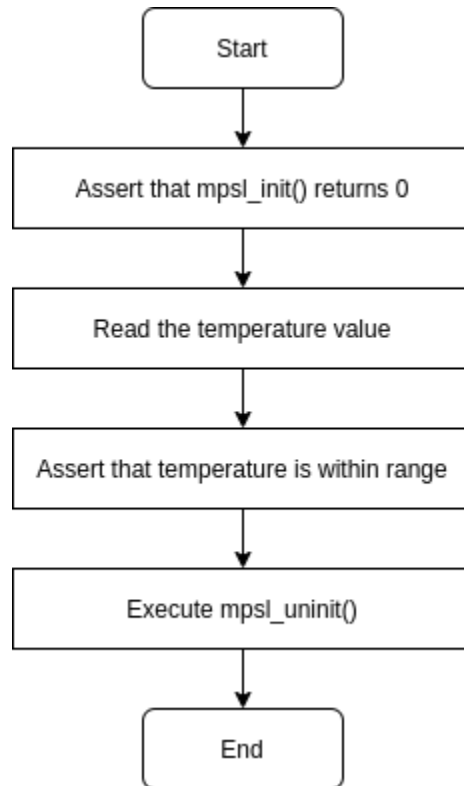 Start
Assert that mpsl_init() returns 0
Read the temperature value
Assert that temperature is within range
Execute mpsl_uninit()
End